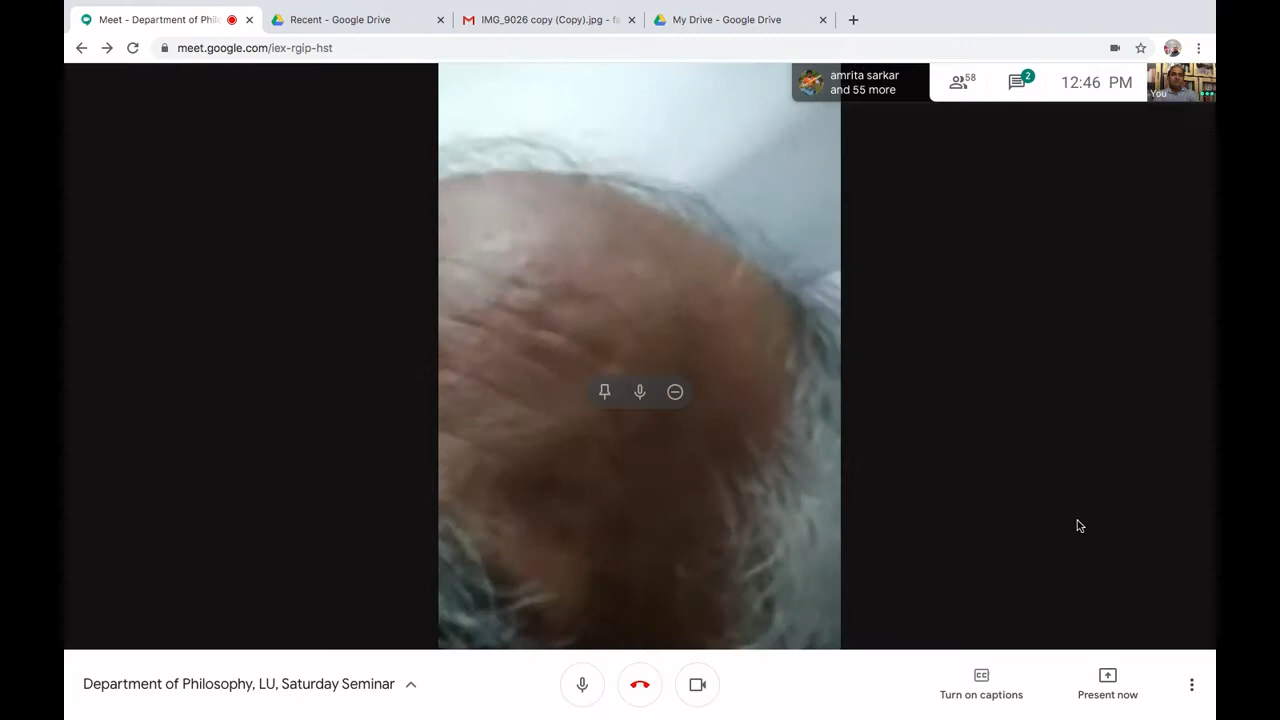 Meet - Department of Philo
Recent - Google Drive
IMG_9026 copy (Copy).jpg - fa
My Drive - Google Drive
meet.google.com/iex-rgip-hst
amrita sarkar
and 55 more
58
2
12:46 PM
You
Department of Philosophy, LU, Saturday Seminar
Turn on captions
Present now